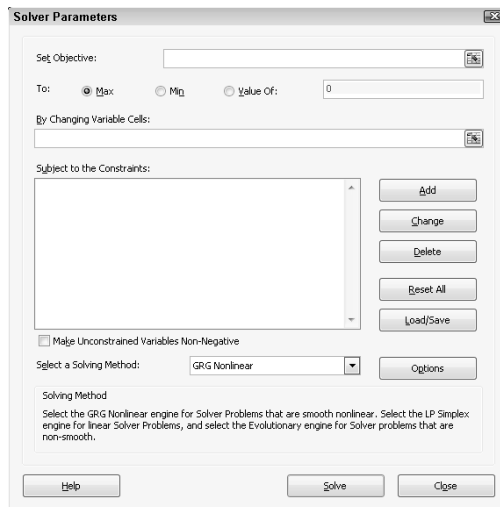 Solver Parameters
Set Objective:
To: Max Min Value Of: 0
By Changing Variable Cells:
Subject to the Constraints:
Add
Change
Delete
Reset All
Load/Save
Make Unconstrained Variables Non-Negative
Select a Solving Method: GRG Nonlinear Options
Solving Method
Select the GRG Nonlinear engine for Solver Problems that are smooth nonlinear. Select the LP Simplex
engine for linear Solver Problems, and select the Evolutionary engine for Solver problems that are
non-smooth.
Help Solve Close